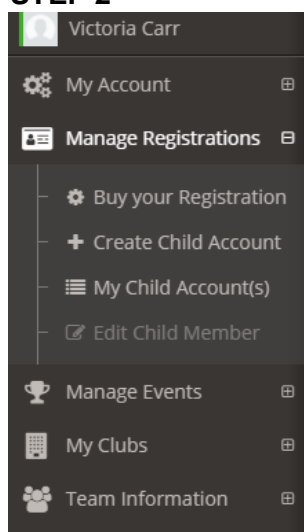 STEP 2
Victoria Carr
My Account
Manage Registrations
Buy your Registration
Create Child Account
My Child Account(s)
Edit Child Member
Manage Events
My Clubs
Team Information